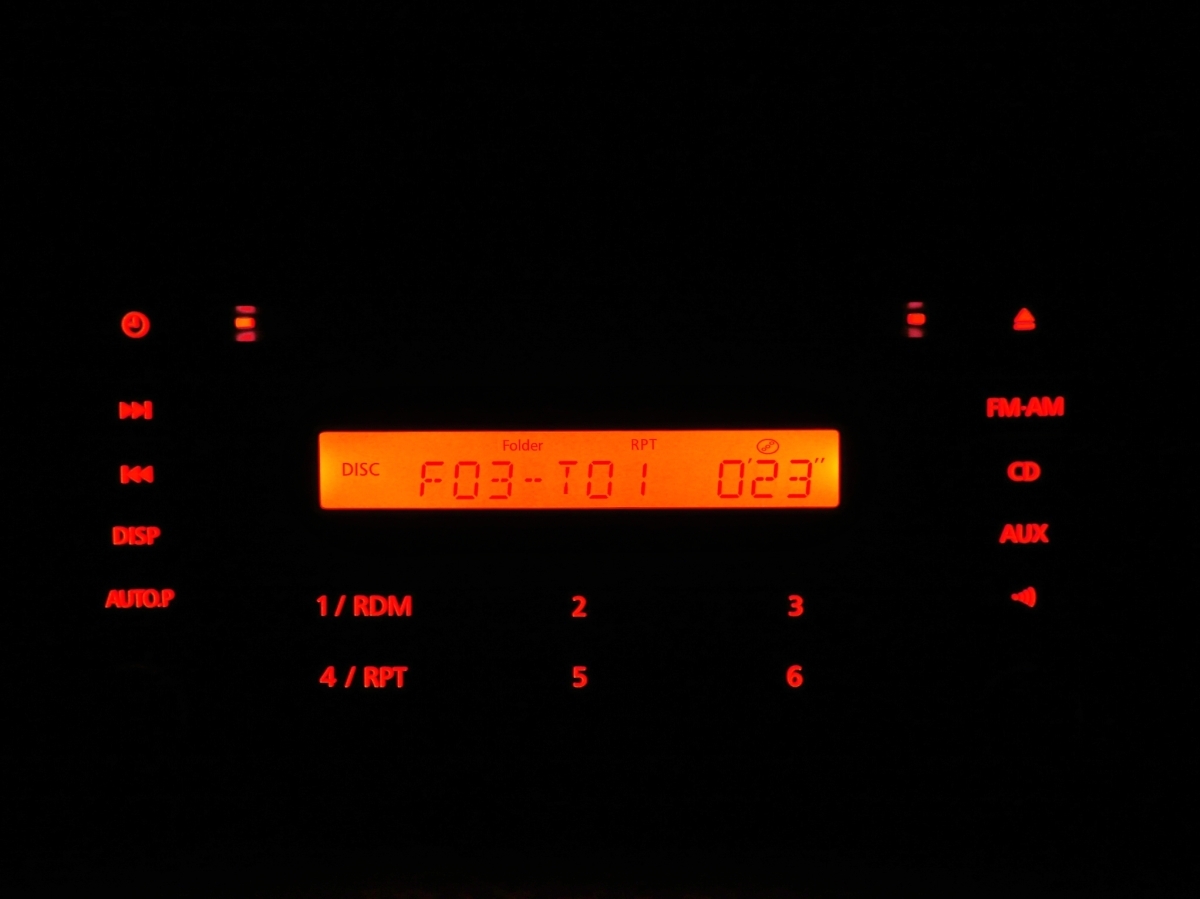 FM·AM
Folder RPT
DISC F03--T01 0'23''
CD
DISP
AUX
AUTO.P
1 / RDM 2 3
4 / RPT 5 6